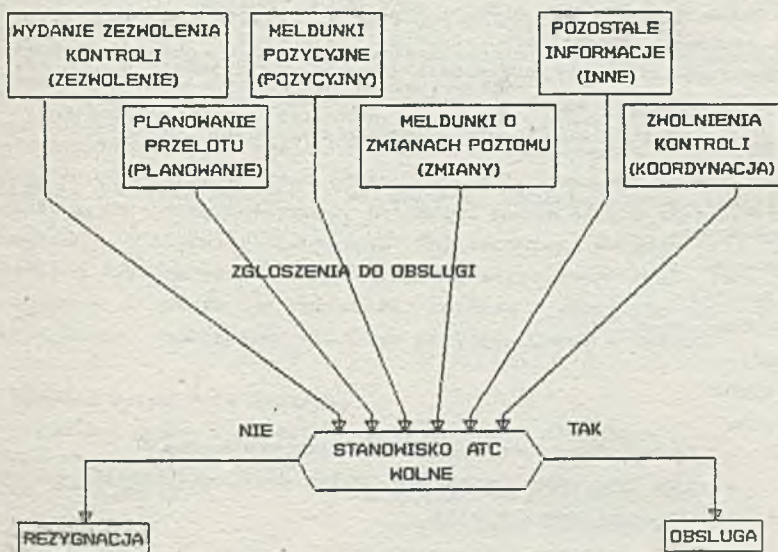 WYDANIE ZEZWOLENIA
KONTROLI
(ZEZWOLENIE)
MELDUNKI
POZYCYJNE
(POZYCYJNY)
POZOSTALE
INFORMACJE
(INNE)
PLANOWANIE
PRZELOTU
(PLANOWANIE)
MELDUNKI O
ZMIANACH POZIOMU
(ZMIANY)
ZWOLNIENIA
KONTROLI
(KOORDYNACJA)
ZGLOSZENIA DO OBSLUGI
NIE
TAK
STANOWISKO ATC
WOLNE
REZYGNACJA
OBSLUGA